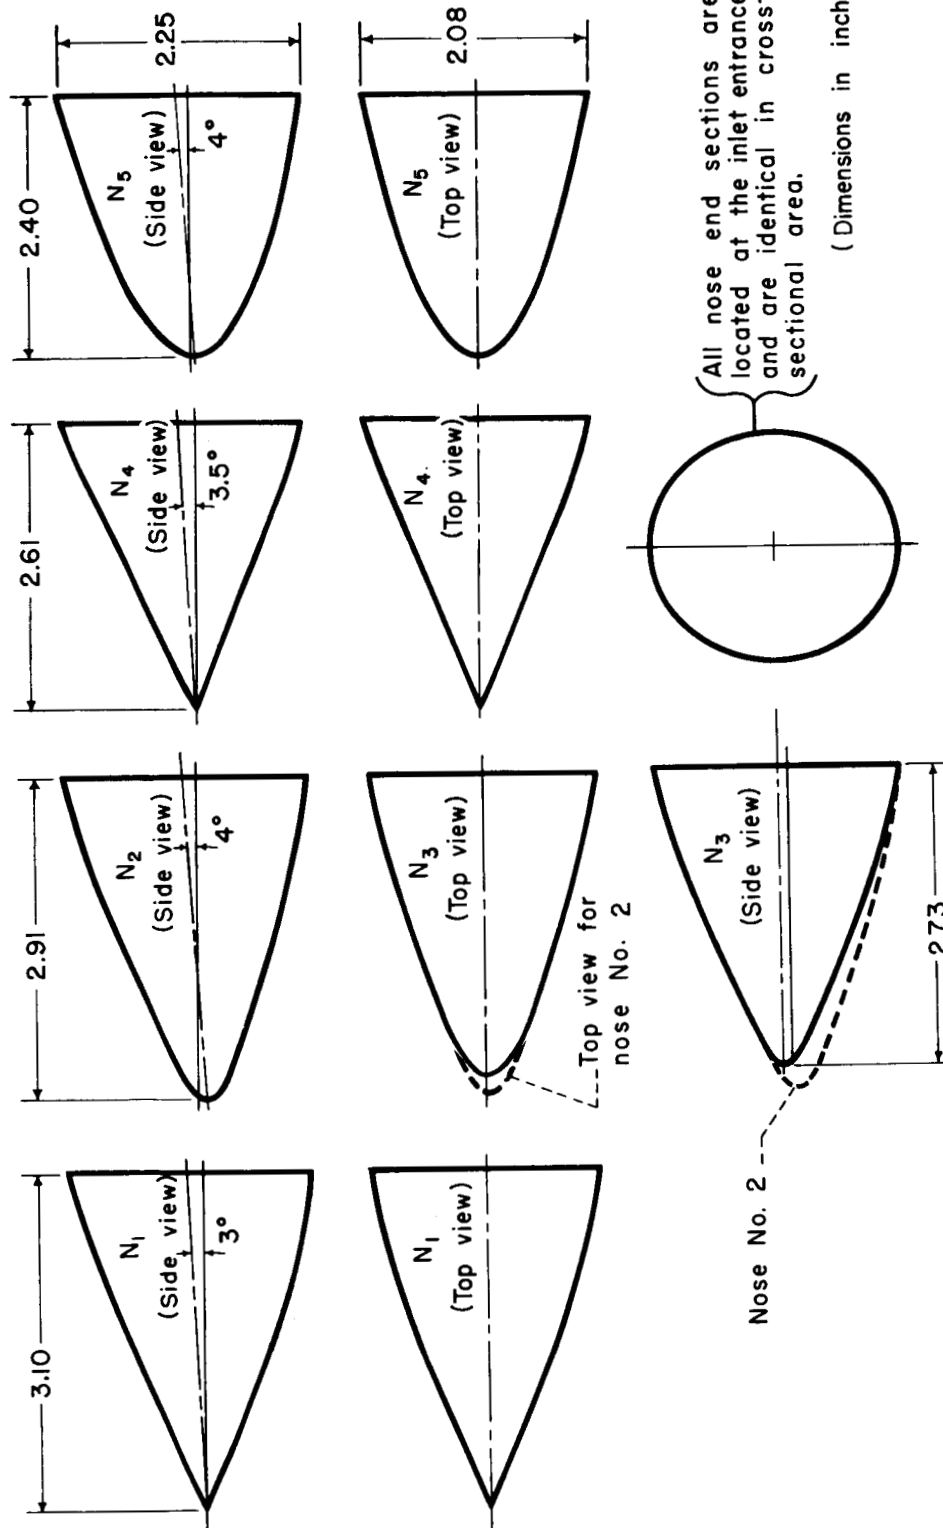 3.10
N1
(Side view)
3°
2.91
N2
(Side view)
4°
2.61
N4
(Side view)
3.5°
2.40
N5
(Side view)
4°
2.25
N1
(Top view)
N3
(Top view)
Top view for
nose No. 2
N4.
(Top view)
N5
(Top view)
2.08
Nose No. 2
N3
(Side view)
2.73
All nose end sections are
located at the inlet entrance
and are identical in cross-
sectional area.
(Dimensions in inch